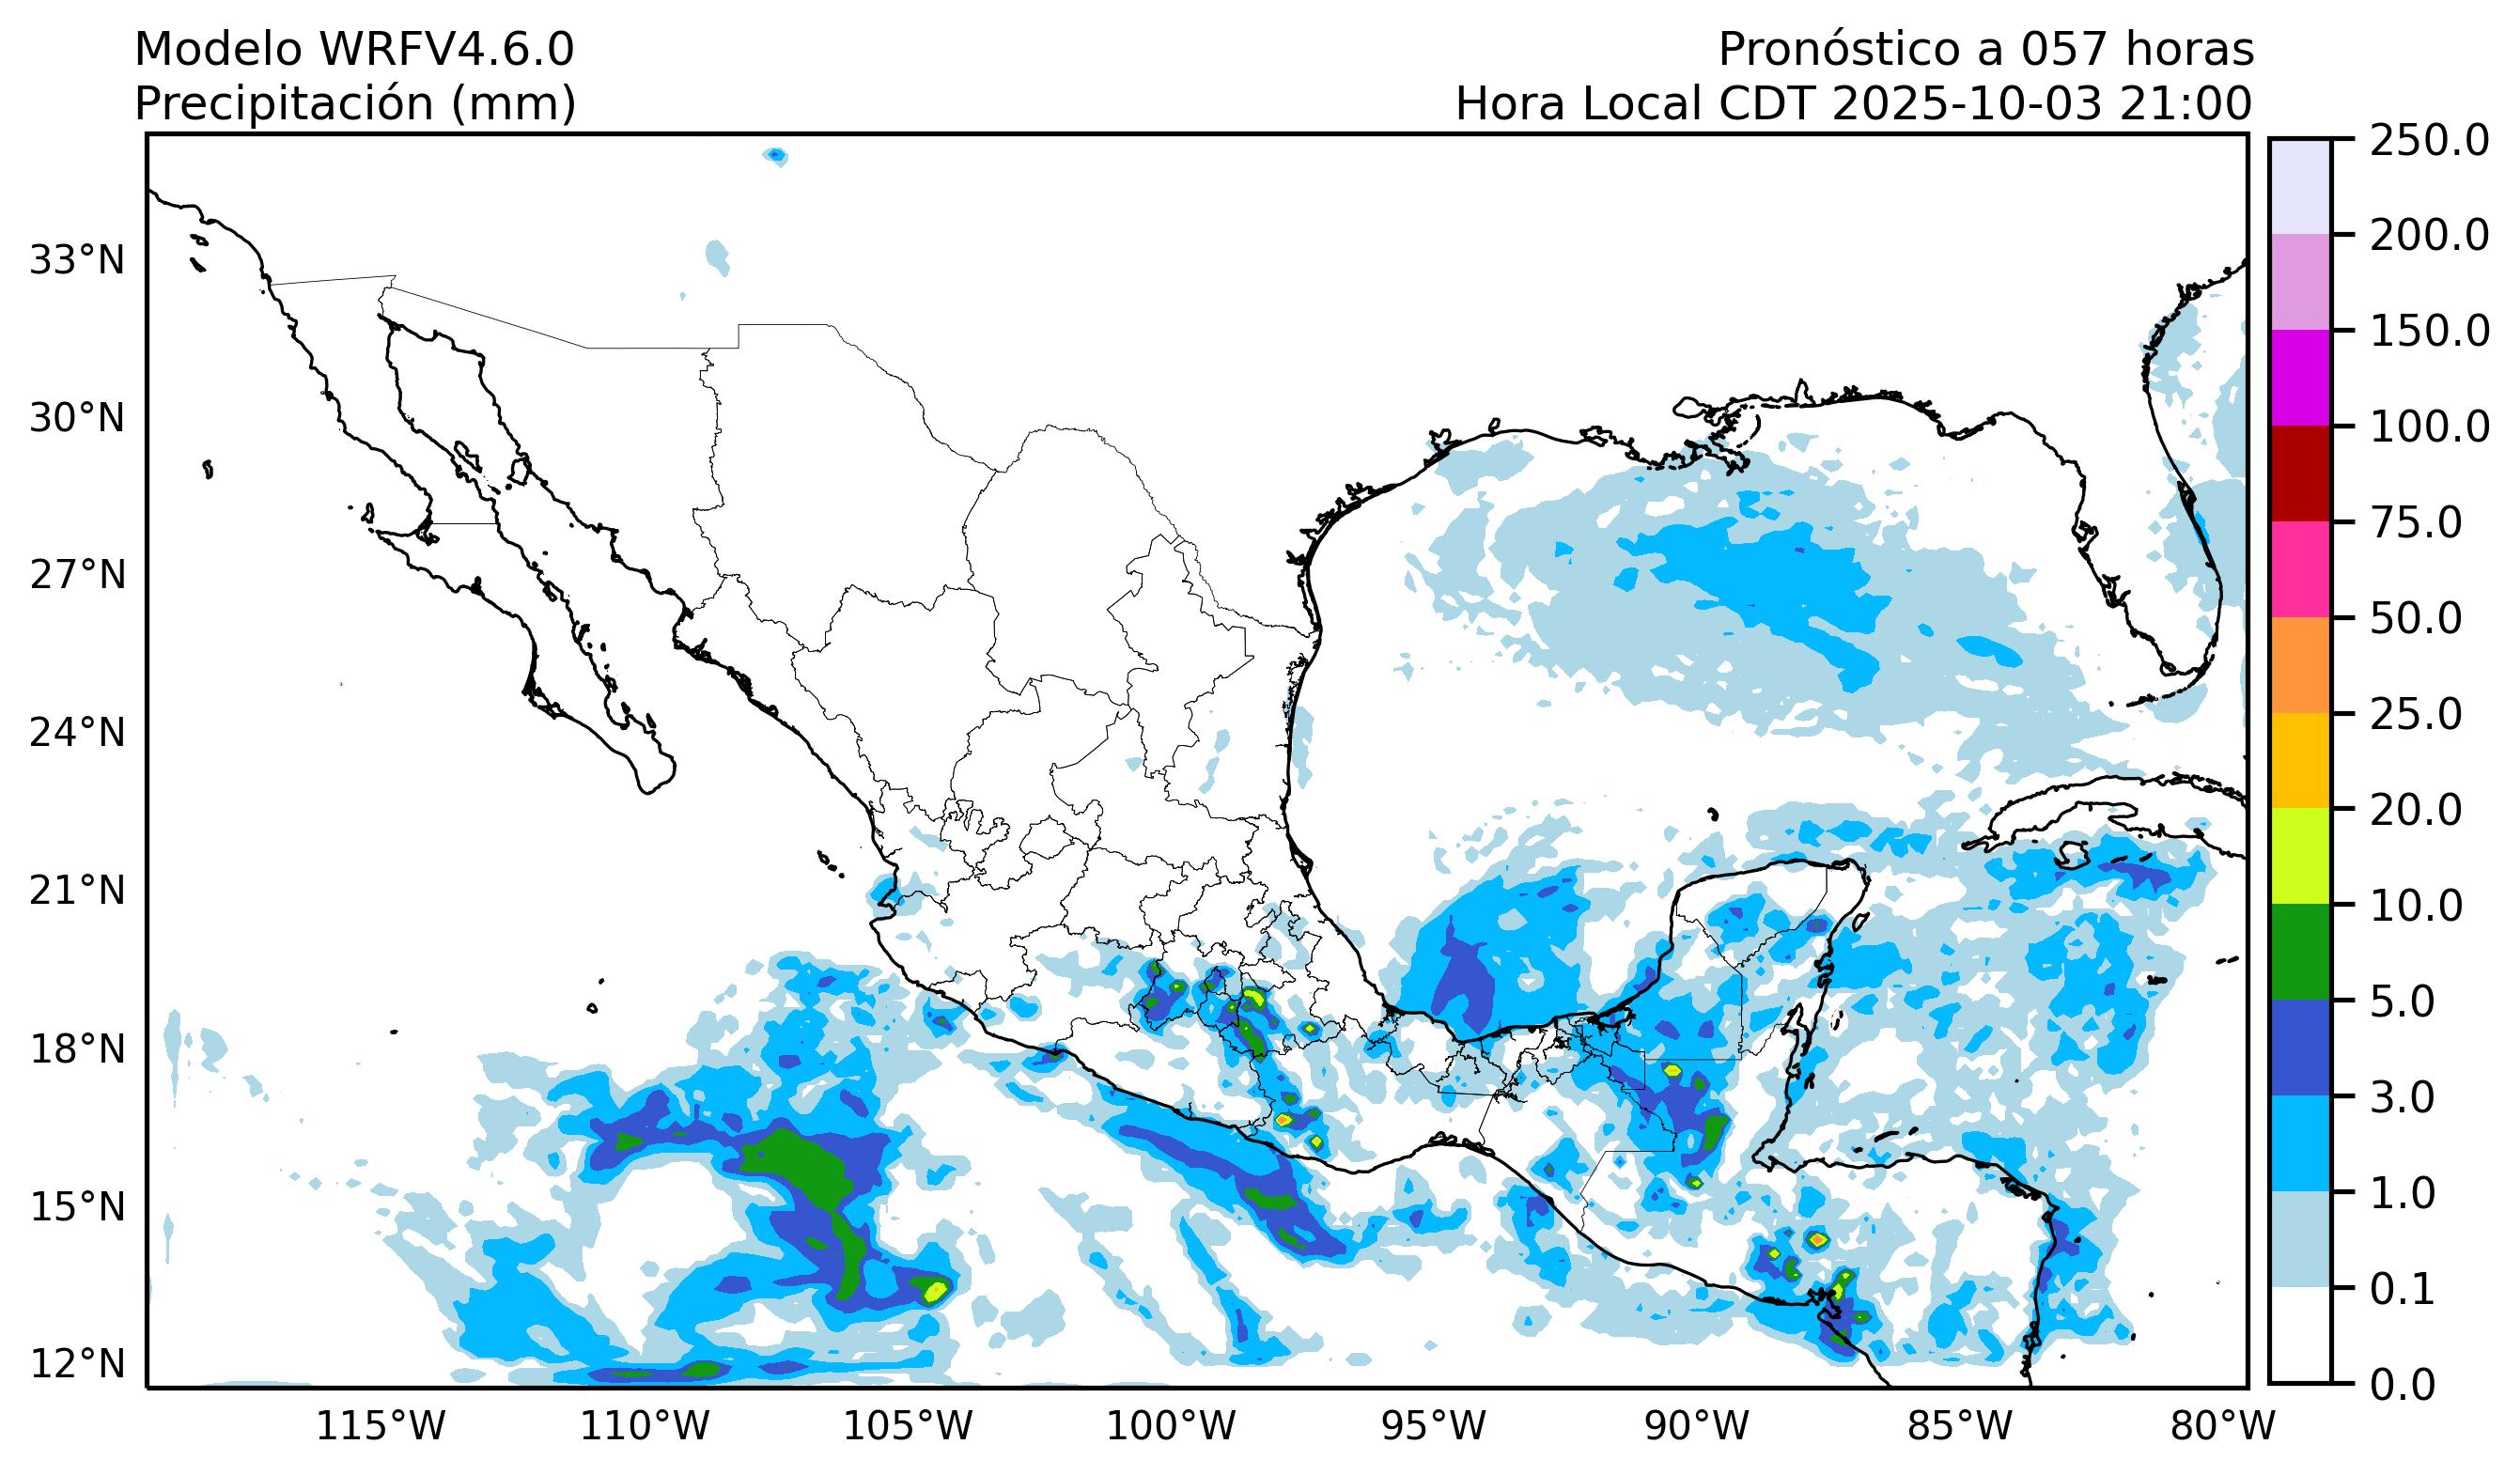 Modelo WRFV4.6.0
Precipitación (mm)
Pronóstico a 057 horas
Hora Local CDT 2025-10-03 21:00
33°N
30°N
27°N
24°N
21°N
18°N
15°N
12°N
115°W
110°W
105°W
100°W
95°W
90°W
85°W
80°W
250.0
200.0
150.0
100.0
75.0
50.0
25.0
20.0
10.0
5.0
3.0
1.0
0.1
0.0